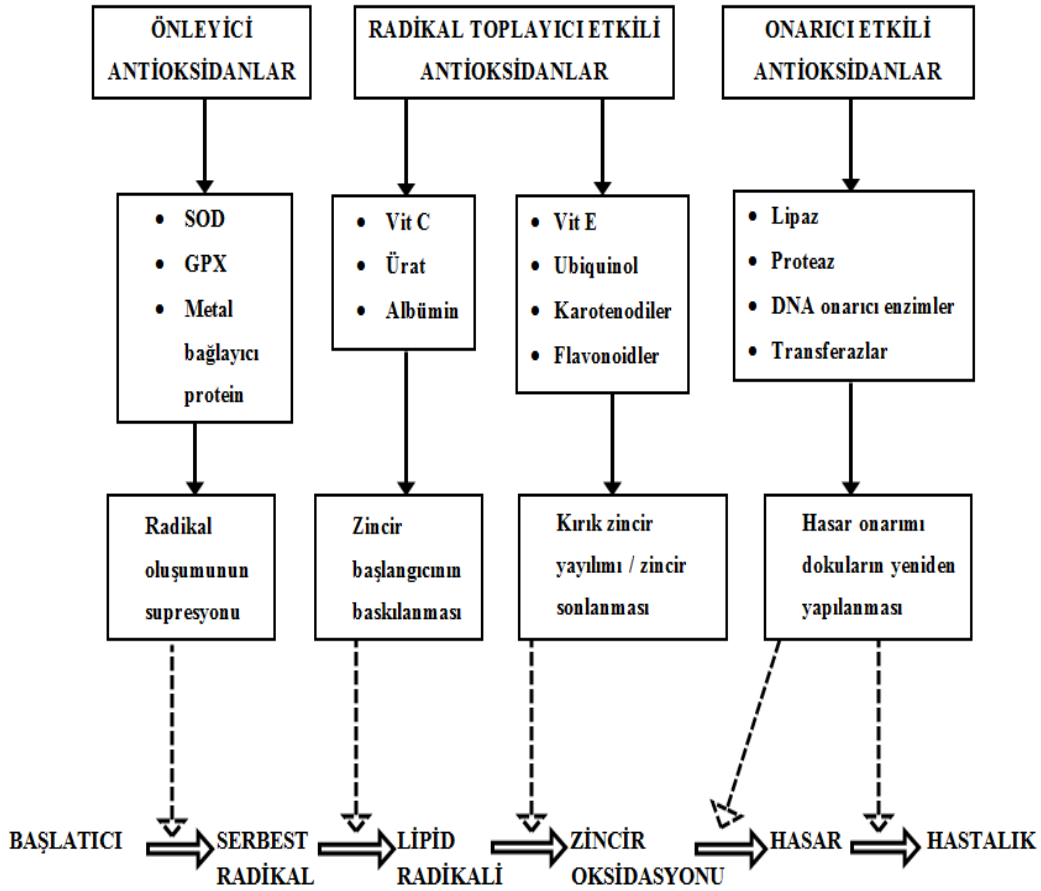 ÖNLEYİCİ
ANTİOKSİDANLAR
RADİKAL TOPLAYICI ETKİLİ
ANTİOKSİDANLAR
ONARICI ETKİLİ
ANTİOKSİDANLAR
• SOD
• GPX
• Metal
bağlayıcı
protein
• Vit C
• Ürat
• Albümin
• Vit E
• Ubiquinol
• Karotenodiler
• Flavonoidler
• Lipaz
• Proteaz
• DNA onarıcı enzimler
• Transferazlar
Radikal
oluşumunun
supresyonu
Zincir
başlangıcının
baskılanması
Kırık zincir
yayılımı / zincir
sonlanması
Hasar onarımı
dokuların yeniden
yapılanması
BAŞLATICI
SERBEST
RADİKAL
LİPİD
RADİKALİ
ZİNCİR
OKSİDASYONU
HASAR
HASTALIK